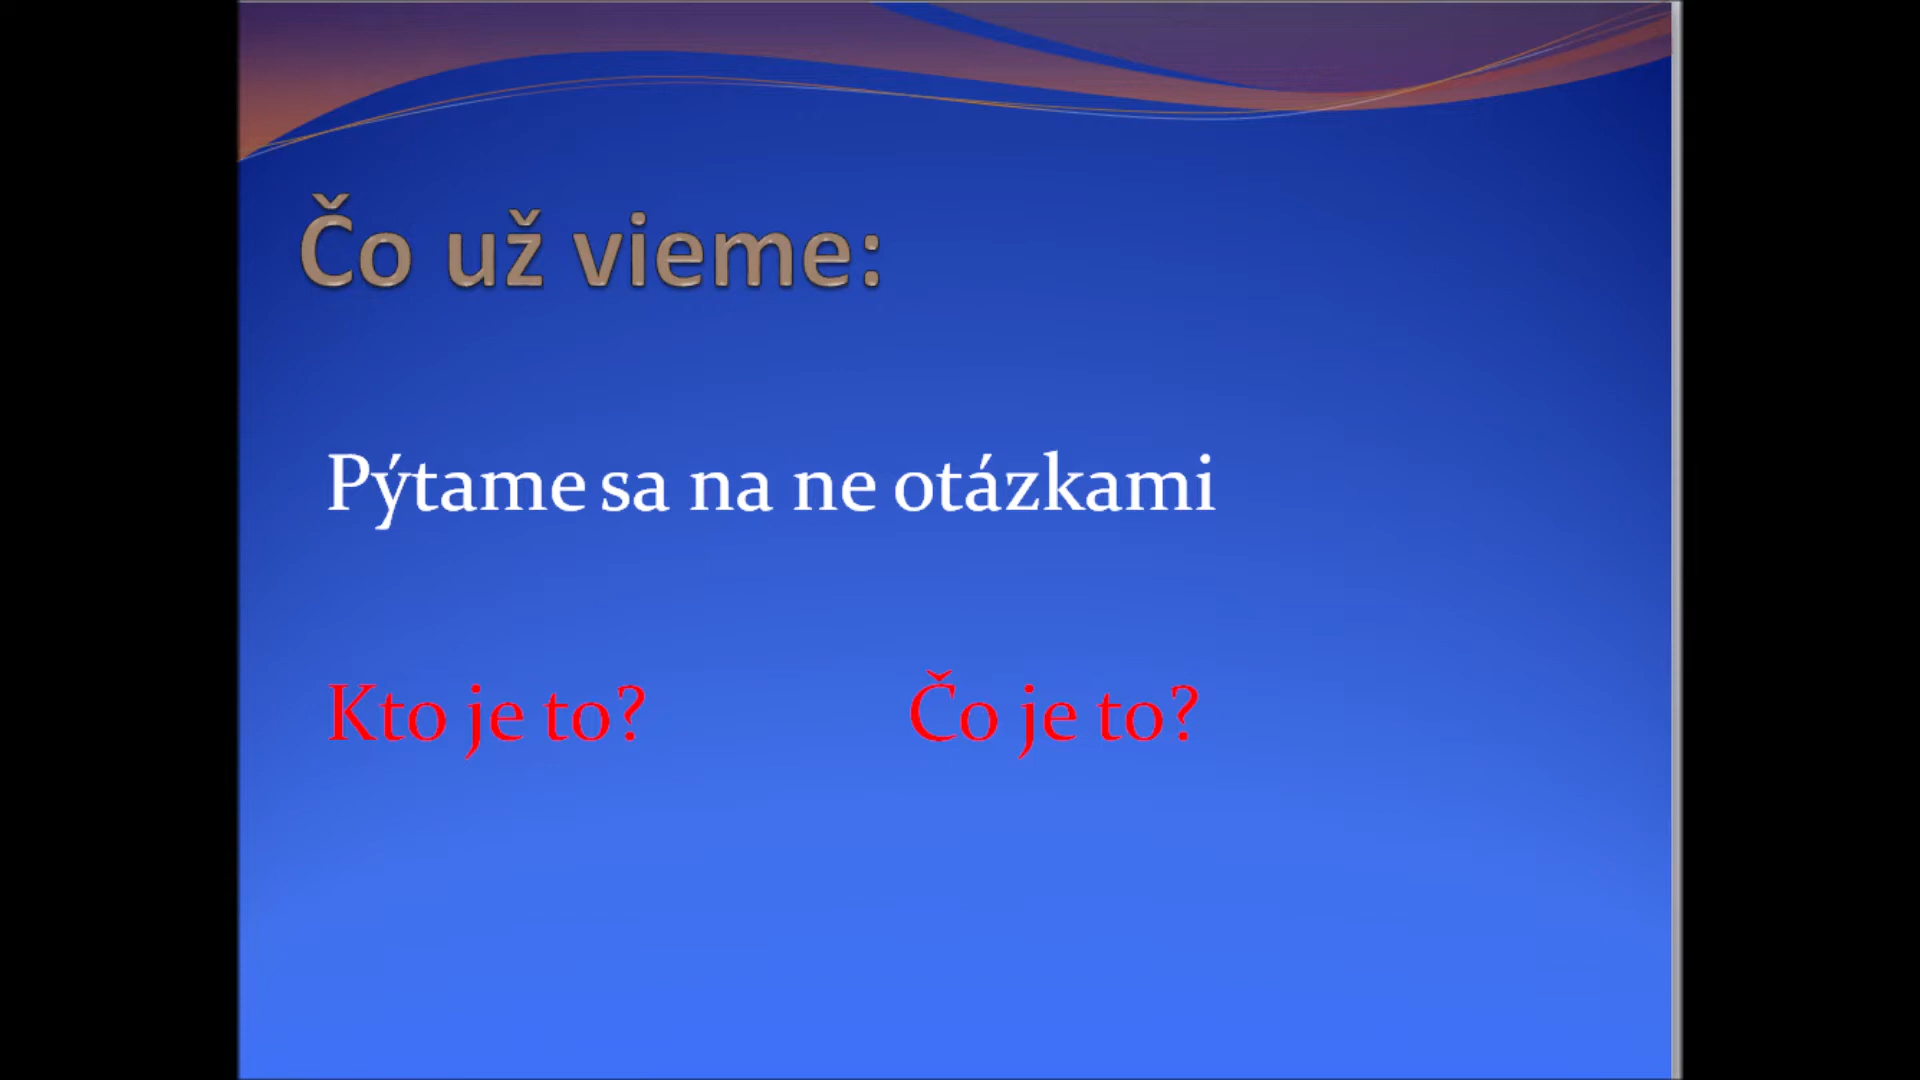 Čo už vieme:
Pýtame sa na ne otázkami
Kto je to? Čo je to?